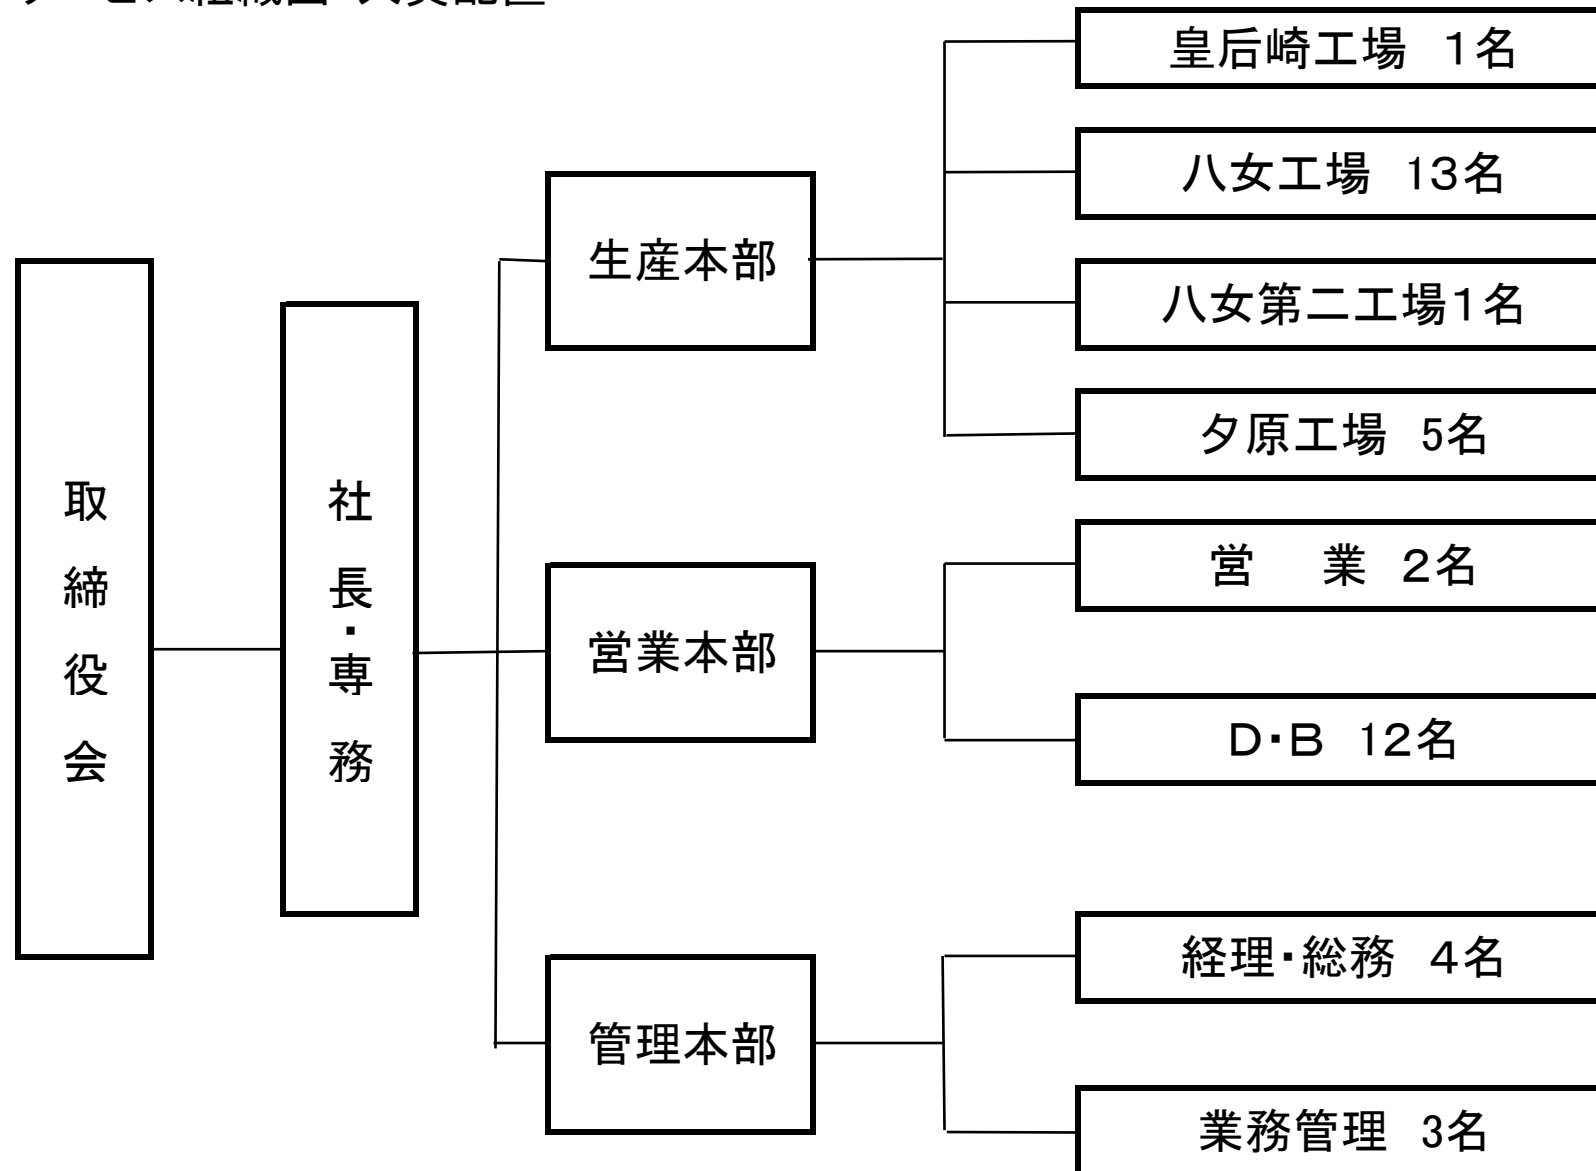 皇后崎工場　１名
八女工場　13名
八女第二工場１名
夕原工場　5名
営　業　２名
D・B　12名
経理・総務　４名
業務管理　3名
生産本部
営業本部
管理本部
社長・専務
取締役会